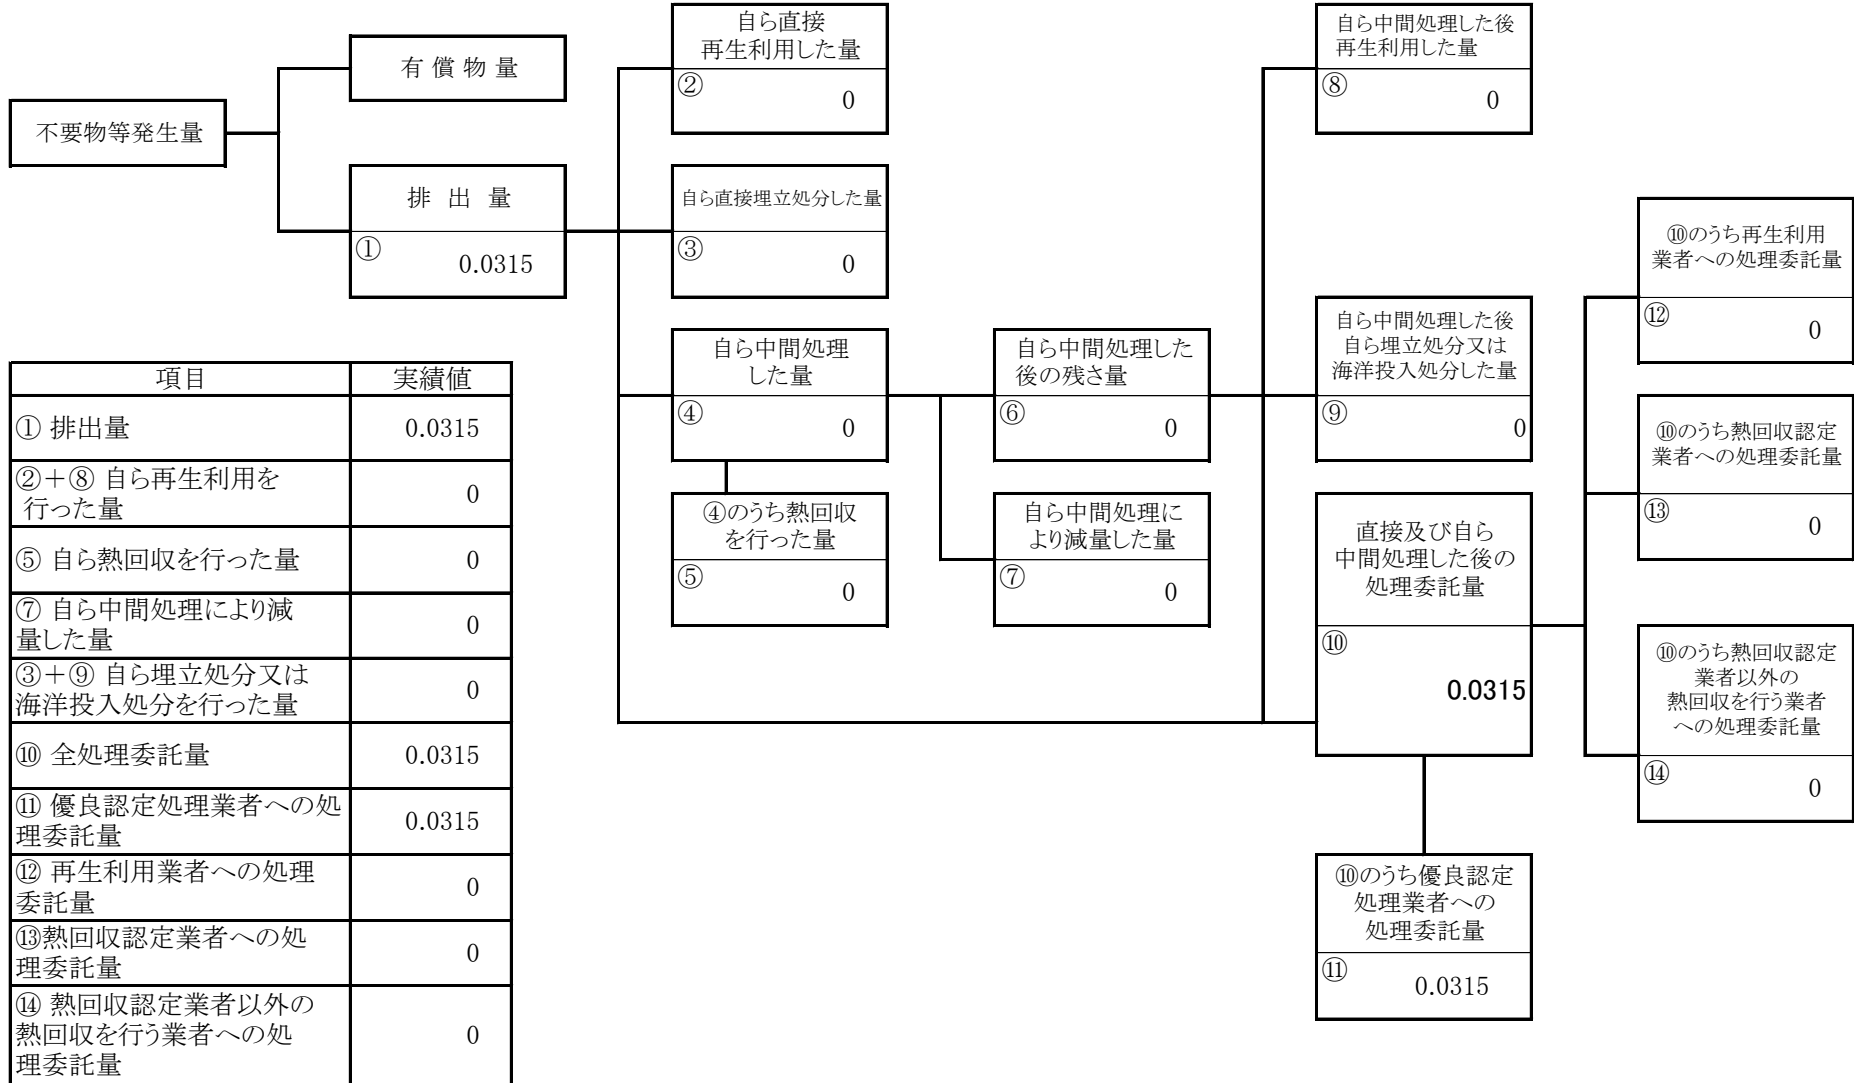 不要物等発生量
有 償 物 量
排 出 量
①
0.0315
自ら直接
再生利用した量
②
0
自ら直接埋立処分した量
③
0
自ら中間処理
した量
④
0
④のうち熱回収
を行った量
⑤
0
自ら中間処理した
後の残さ量
⑥
0
自ら中間処理に
より減量した量
⑦
0
自ら中間処理した後
再生利用した量
⑧
0
自ら中間処理した後
自ら埋立処分又は
海洋投入処分した量
⑨
0
直接及び自ら
中間処理した後の
処理委託量
⑩
0.0315
⑩のうち優良認定
処理業者への
処理委託量
⑪
0.0315
⑩のうち再生利用
業者への処理委託量
⑫
0
⑩のうち熱回収認定
業者への処理委託量
⑬
0
⑩のうち熱回収認定
業者以外の
熱回収を行う業者
への処理委託量
⑭
0
項目 実績値
① 排出量 0.0315
②＋⑧ 自ら再生利用を
行った量 0
⑤ 自ら熱回収を行った量 0
⑦ 自ら中間処理により減
量した量 0
③＋⑨ 自ら埋立処分又は
海洋投入処分を行った量 0
⑩ 全処理委託量 0.0315
⑪ 優良認定処理業者への処
理委託量 0.0315
⑫ 再生利用業者への処理
委託量 0
⑬熱回収認定業者への処
理委託量 0
⑭ 熱回収認定業者以外の
熱回収を行う業者への処
理委託量 0